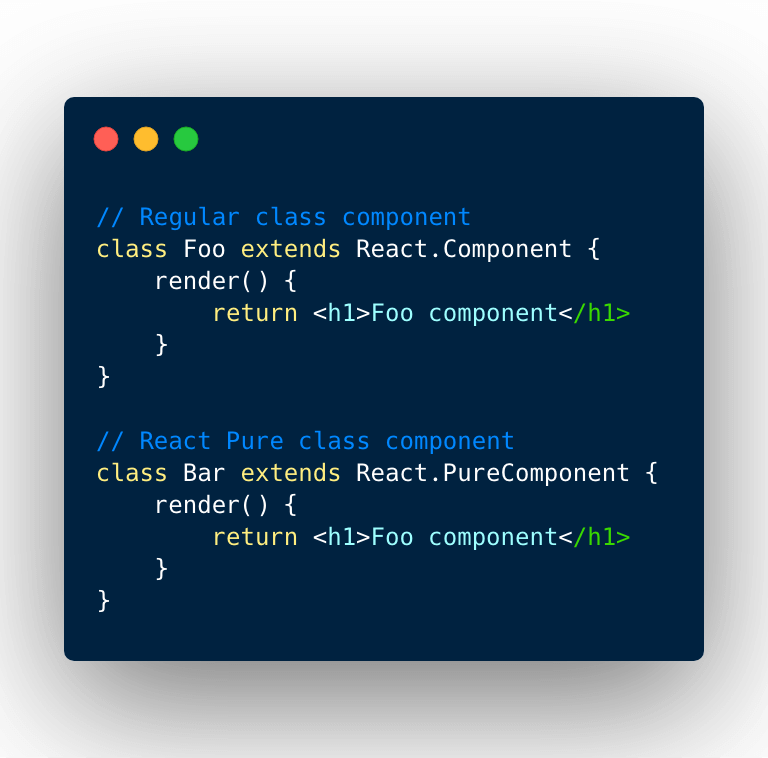 // Regular class component
class Foo extends React.Component {
    render() {
        return <h1>Foo component</h1>
    }
}

// React Pure class component
class Bar extends React.PureComponent {
    render() {
        return <h1>Foo component</h1>
    }
}